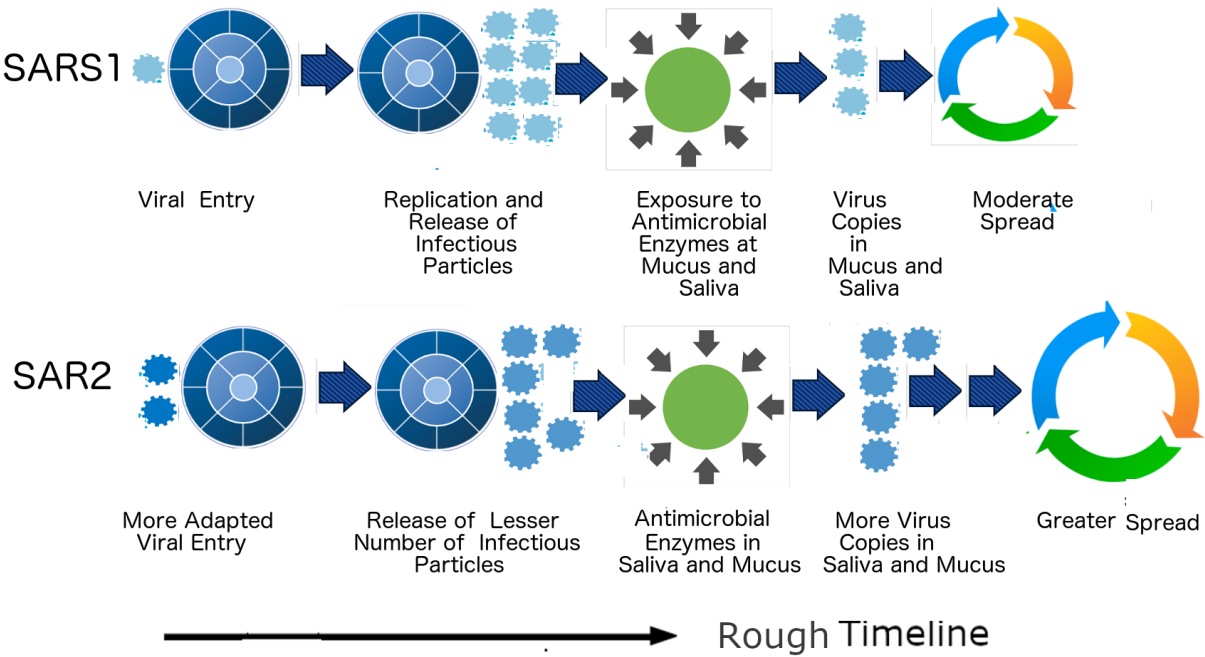 SARS1
Viral Entry
Replication and
Release of
Infectious
Particles
Exposure to
Antimicrobial
Enzymes at
Mucus and
Saliva
Virus
Copies
in
Mucus and
Saliva
Moderate
Spread
SAR2
More Adapted
Viral Entry
Release of Lesser
Number of Infectious
Particles
Antimicrobial
Enzymes in
Saliva and Mucus
More Virus
Copies in
Saliva and Mucus
Greater Spread
Rough Timeline